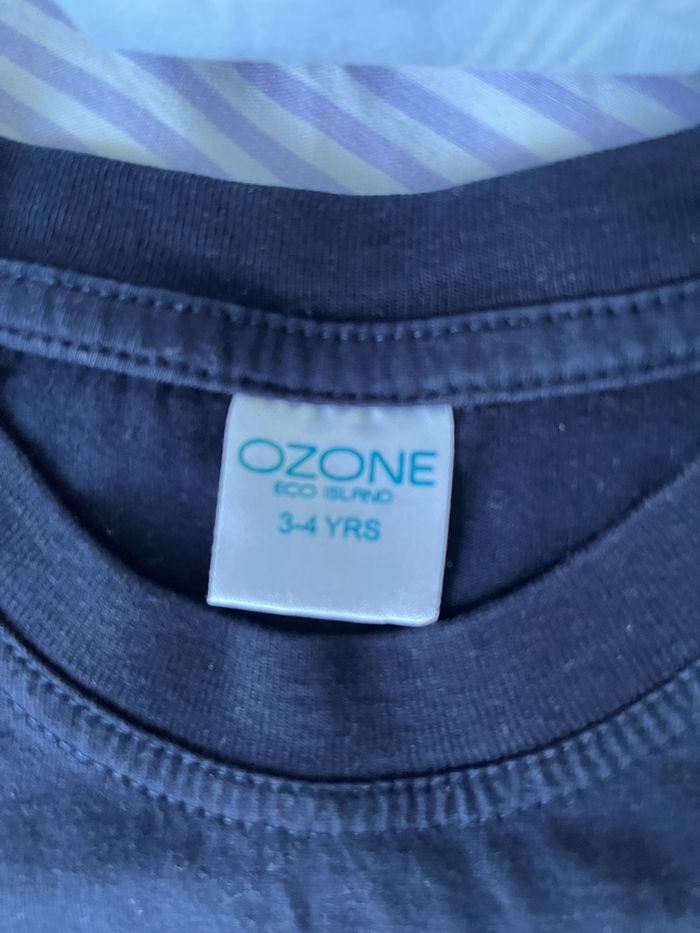 OZONE
ECO ISLAND
3-4 YRS